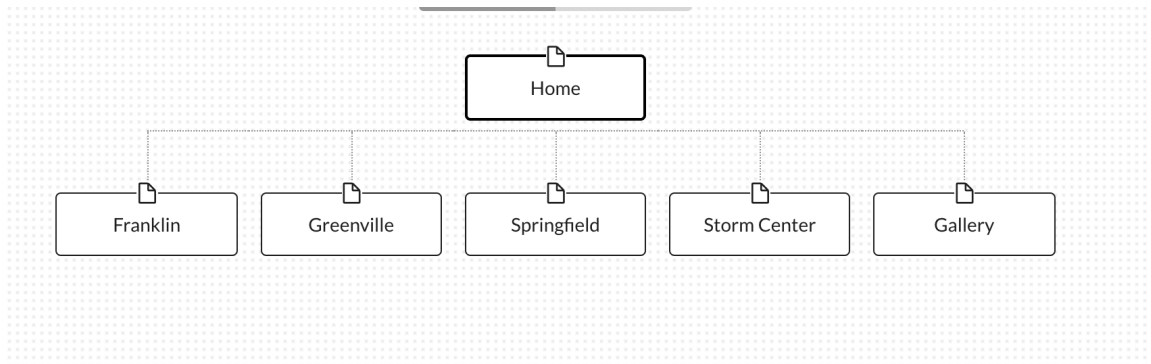 Home
Franklin
Greenville
Springfield
Storm Center
Gallery